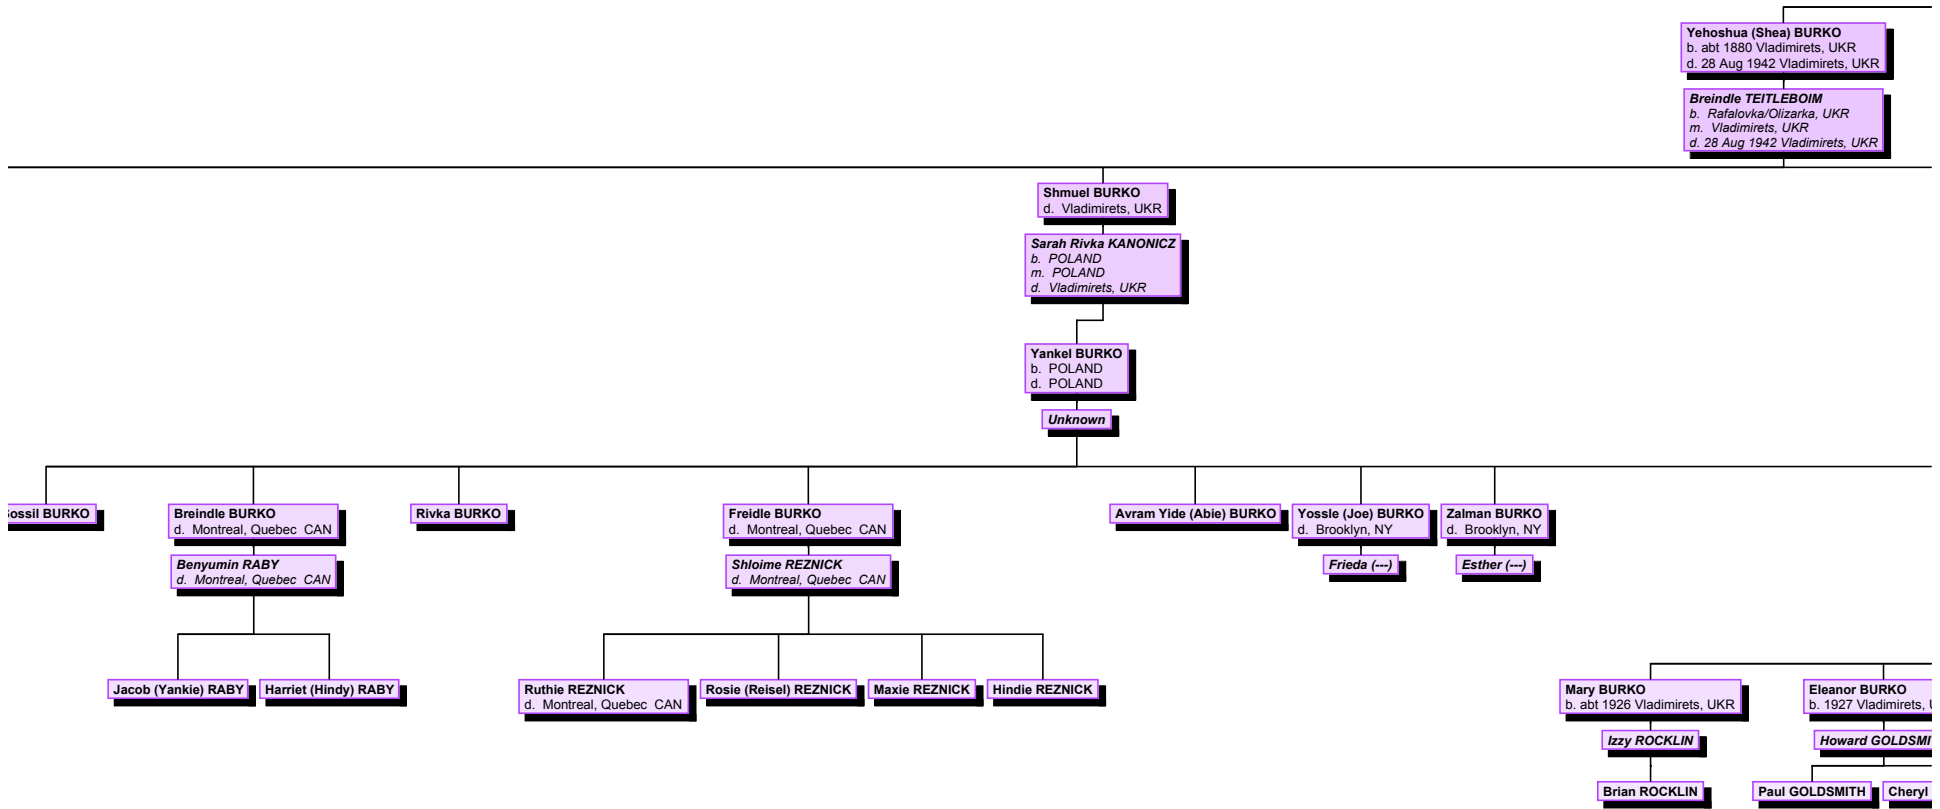 Yehoshua (Shea) BURKO
b. abt 1880 Vladimirets, UKR
d. 28 Aug 1942 Vladimirets, UKR
Breindle TEITLEBOIM
b. Rafalovka/Olizarka, UKR
m. Vladimirets, UKR
d. 28 Aug 1942 Vladimirets, UKR
Shmuel BURKO
d. Vladimirets, UKR
Sarah Rivka KANONICZ
b. POLAND
m. POLAND
d. Vladimirets, UKR
Yankel BURKO
b. POLAND
d. POLAND
Unknown
BURKO
Breindle BURKO
d. Montreal, Quebec CAN
Benyumin RABY
d. Montreal, Quebec CAN
Rivka BURKO
Freidle BURKO
d. Montreal, Quebec CAN
Shloime REZNICK
d. Montreal, Quebec CAN
Avram Yide (Abie) BURKO
Yossle (Joe) BURKO
d. Brooklyn, NY
Frieda (---)
Zalman BURKO
d. Brooklyn, NY
Esther (---)
Jacob (Yankie) RABY
Harriet (Hindy) RABY
Ruthie REZNICK
d. Montreal, Quebec CAN
Rosie (Reisel) REZNICK
Maxie REZNICK
Hindie REZNICK
Mary BURKO
b. abt 1926 Vladimirets, UKR
Izzy ROCKLIN
Brian ROCKLIN
Eleanor BURKO
b. 1927 Vladimirets,
Howard
Paul GOLDSMITH
Cheryl